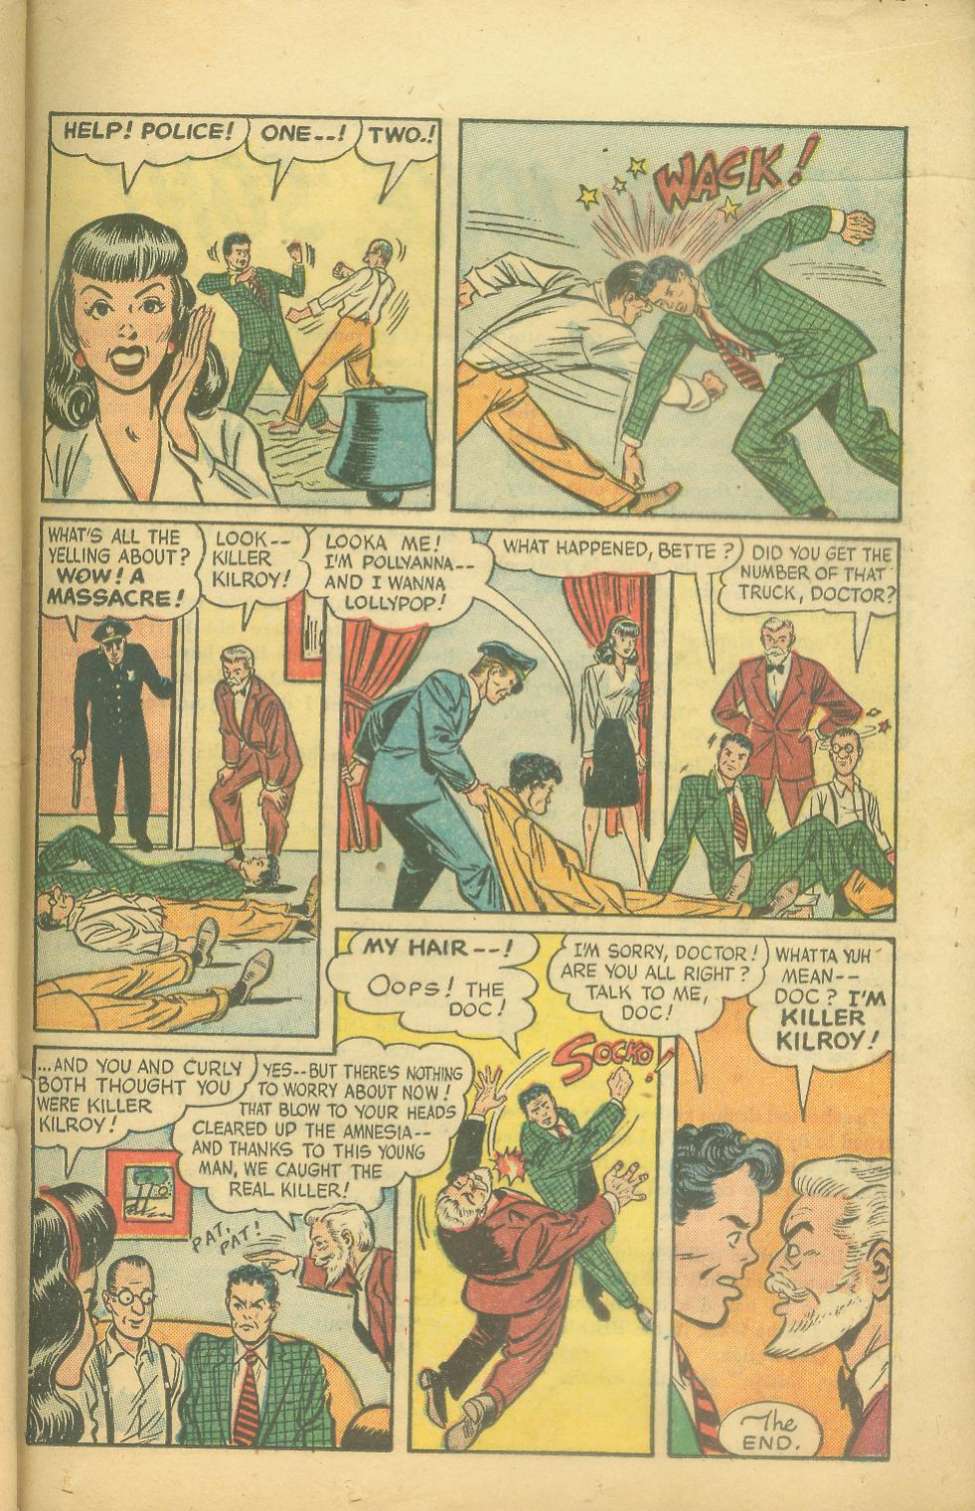 HELP! POLICE!
ONE--!
TWO.!
WACK!
WHAT'S ALL THE
YELLING ABOUT?
WOW! A
MASSACRE!
LOOK--
KILLER
KILROY!
LOOKA ME!
I'M POLLYANNA--
AND I WANNA
LOLLYPOP!
WHAT HAPPENED, BETTE?
DID YOU GET THE
NUMBER OF THAT
TRUCK, DOCTOR?
...AND YOU AND CURLY
BOTH THOUGHT YOU
WERE KILLER
KILROY!
YES--BUT THERE'S NOTHING
TO WORRY ABOUT NOW!
THAT BLOW TO YOUR HEADS
CLEARED UP THE AMNESIA--
AND THANKS TO THIS YOUNG
MAN, WE CAUGHT THE
REAL KILLER!
PAT,
PAT!
MY HAIR--!
OOPS! THE
DOC!
SOCKO!
I'M SORRY, DOCTOR!
ARE YOU ALL RIGHT?
TALK TO ME,
DOC!
WHATTA YUH
MEAN--
DOC? I'M
KILLER
KILROY!
The
END.